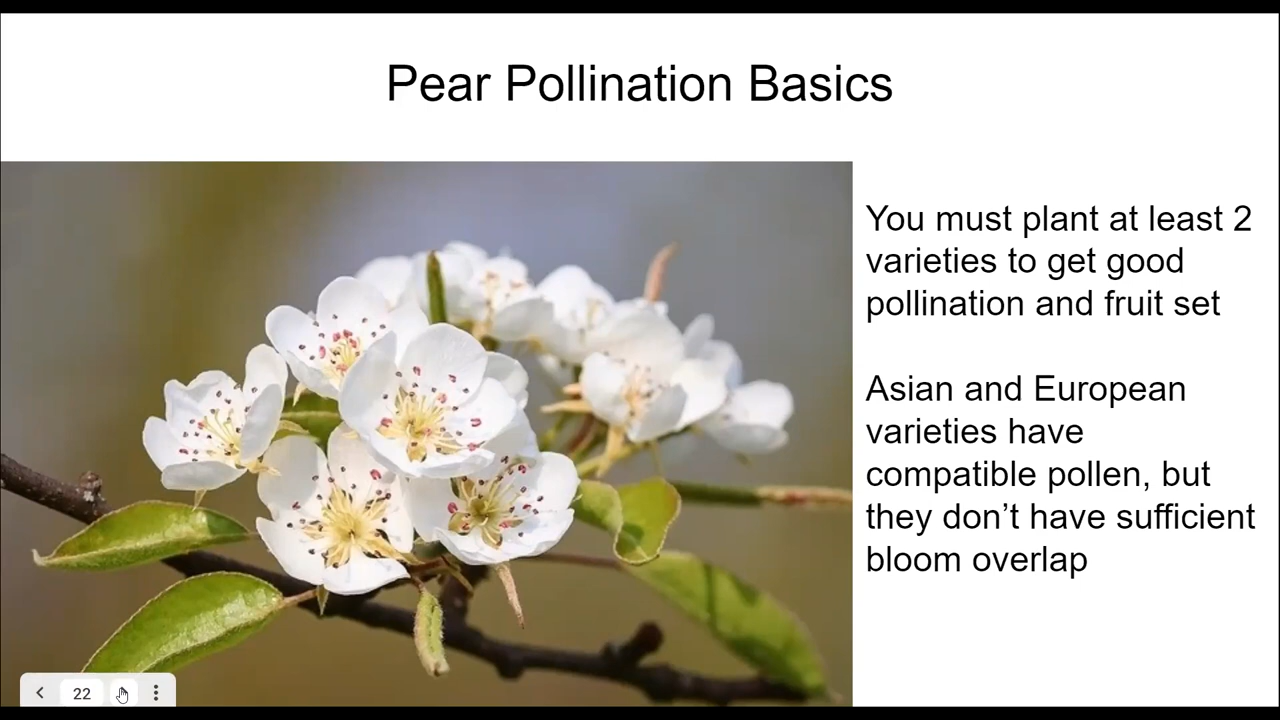 Pear Pollination Basics
You must plant at least 2
varieties to get good
pollination and fruit set
Asian and European
varieties have
compatible pollen, but
they don’t have sufficient
bloom overlap
22